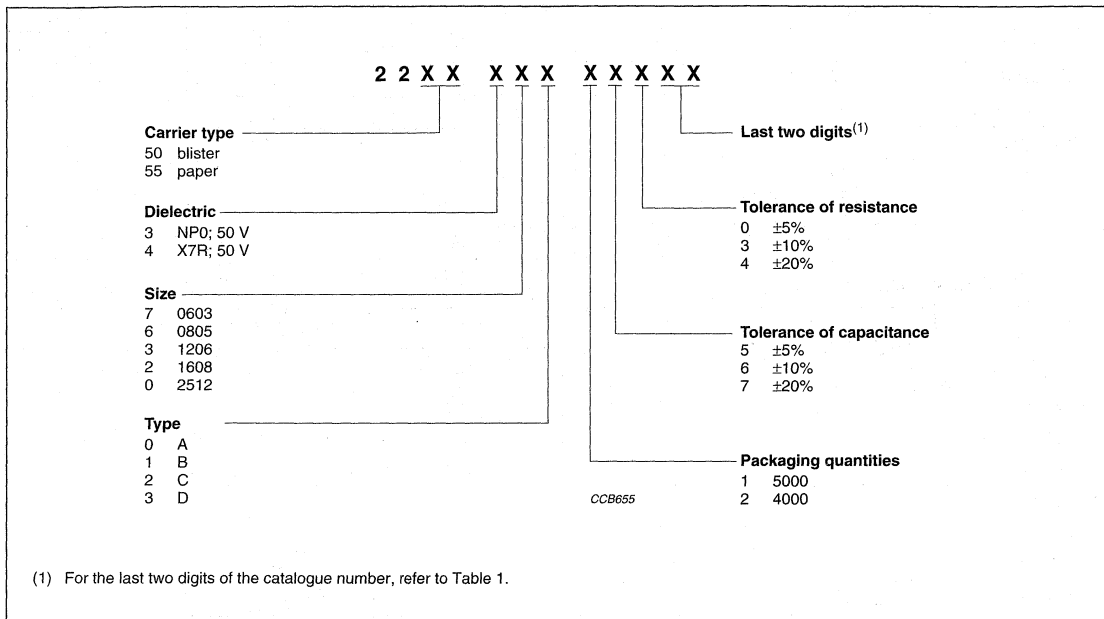 2 2 X X X X X X X X X X
Carrier type
50 blister
55 paper
Dielectric
3 NP0; 50 V
4 X7R; 50 V
Size
7 0603
6 0805
3 1206
2 1608
0 2512
Type
0 A
1 B
2 C
3 D
Last two digits(1)
Tolerance of resistance
0 ±5%
3 ±10%
4 ±20%
Tolerance of capacitance
5 ±5%
6 ±10%
7 ±20%
Packaging quantities
1 5000
2 4000
CCB655
(1) For the last two digits of the catalogue number, refer to Table 1.